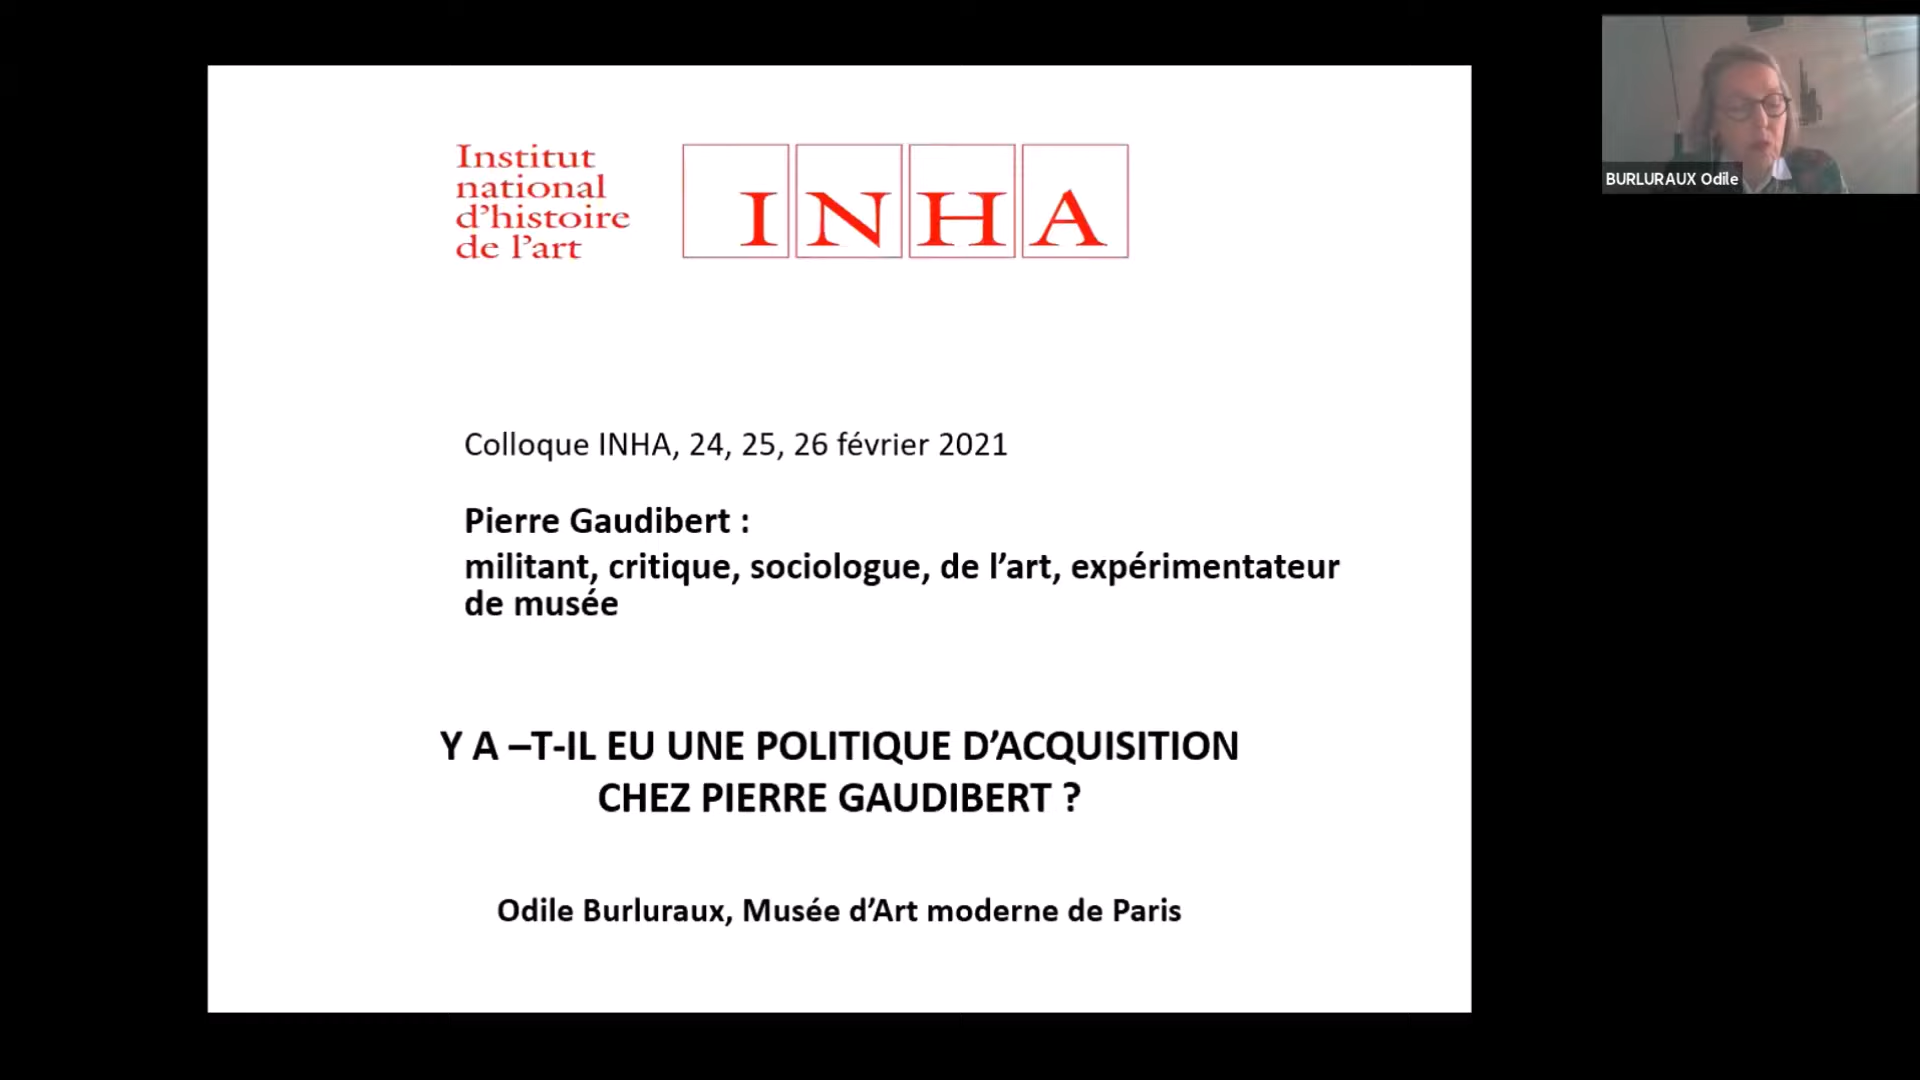 Institut
national
d’histoire
de l’art
INHA
Colloque INHA, 24, 25, 26 février 2021
Pierre Gaudibert :
militant, critique, sociologue, de l’art, expérimentateur
de musée
Y A –T-IL EU UNE POLITIQUE D’ACQUISITION
CHEZ PIERRE GAUDIBERT ?
Odile Burluraux, Musée d’Art moderne de Paris
BURLURAUX Odile